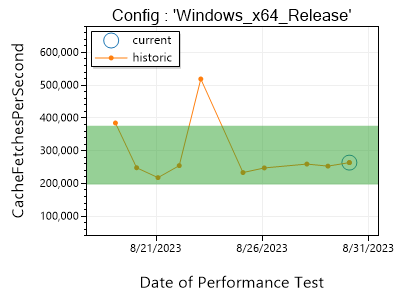 Config : 'Windows_x64_Release'
current
historic
CacheFetchesPerSecond
600,000
500,000
400,000
300,000
200,000
100,000
8/21/2023
8/26/2023
8/31/2023
Date of Performance Test